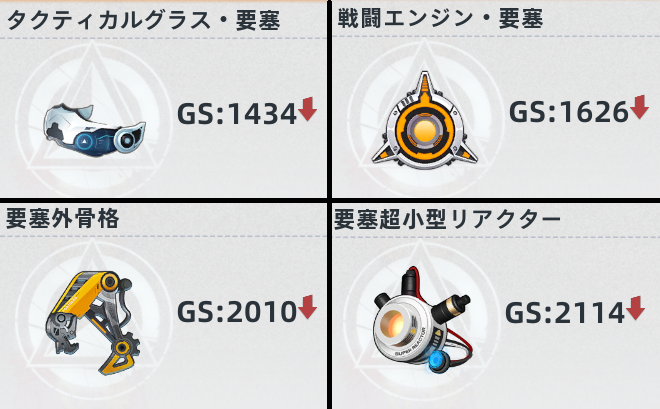 タクティカルグラス・要塞
GS:1434
戦闘エンジン・要塞
GS:1626
要塞外骨格
GS:2010
要塞超小型リアクター
GS:2114
SUPER REACTOR